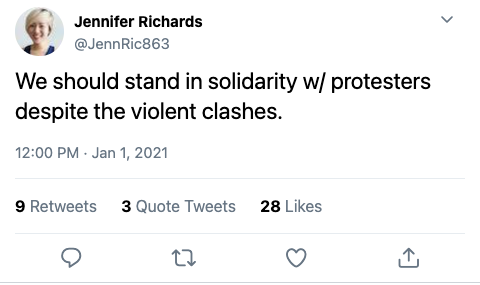 Jennifer Richards
@JennRic863
We should stand in solidarity w/ protesters
despite the violent clashes.
12:00 PM · Jan 1, 2021
9 Retweets 3 Quote Tweets 28 Likes